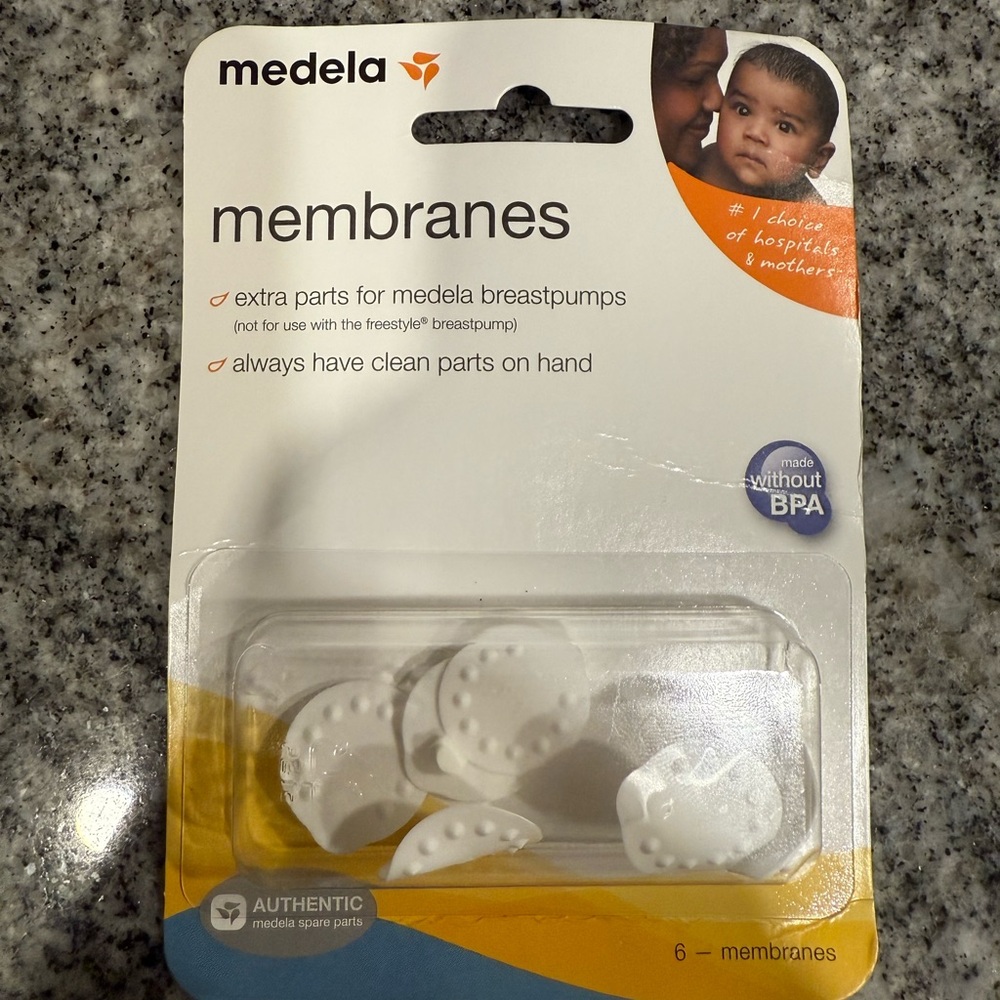 medela
# 1 choice
of hospitals
& mothers
membranes
extra parts for medela breastpumps
(not for use with the freestyle® breastpump)
always have clean parts on hand
made
without
BPA
AUTHENTIC
medela spare parts
6 – membranes